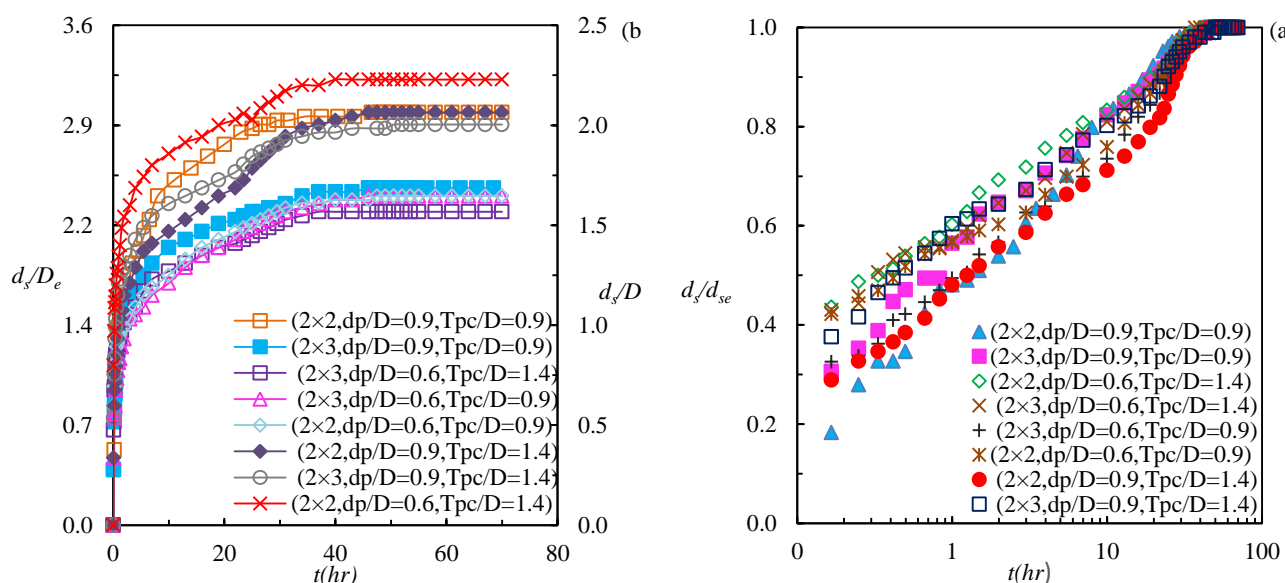 3.6
2.9
2.2
1.4
0.7
0.0
d_s/D_e
2.5
2.0
1.5
1.0
0.5
0.0
d_s/D
(b
(2×2,dp/D=0.9,Tpc/D=0.9)
(2×3,dp/D=0.9,Tpc/D=0.9)
(2×3,dp/D=0.6,Tpc/D=1.4)
(2×3,dp/D=0.6,Tpc/D=0.9)
(2×2,dp/D=0.6,Tpc/D=0.9)
(2×2,dp/D=0.9,Tpc/D=1.4)
(2×3,dp/D=0.9,Tpc/D=1.4)
(2×2,dp/D=0.6,Tpc/D=1.4)
0 20 40 60 80
t(hr)
1.0
0.8
0.6
0.4
0.2
0.0
d_s/d_se
(a
(2×2,dp/D=0.9,Tpc/D=0.9)
(2×3,dp/D=0.9,Tpc/D=0.9)
(2×2,dp/D=0.6,Tpc/D=1.4)
(2×3,dp/D=0.6,Tpc/D=1.4)
(2×3,dp/D=0.6,Tpc/D=0.9)
(2×2,dp/D=0.6,Tpc/D=0.9)
(2×2,dp/D=0.9,Tpc/D=1.4)
(2×3,dp/D=0.9,Tpc/D=1.4)
0 1 10 100
t(hr)